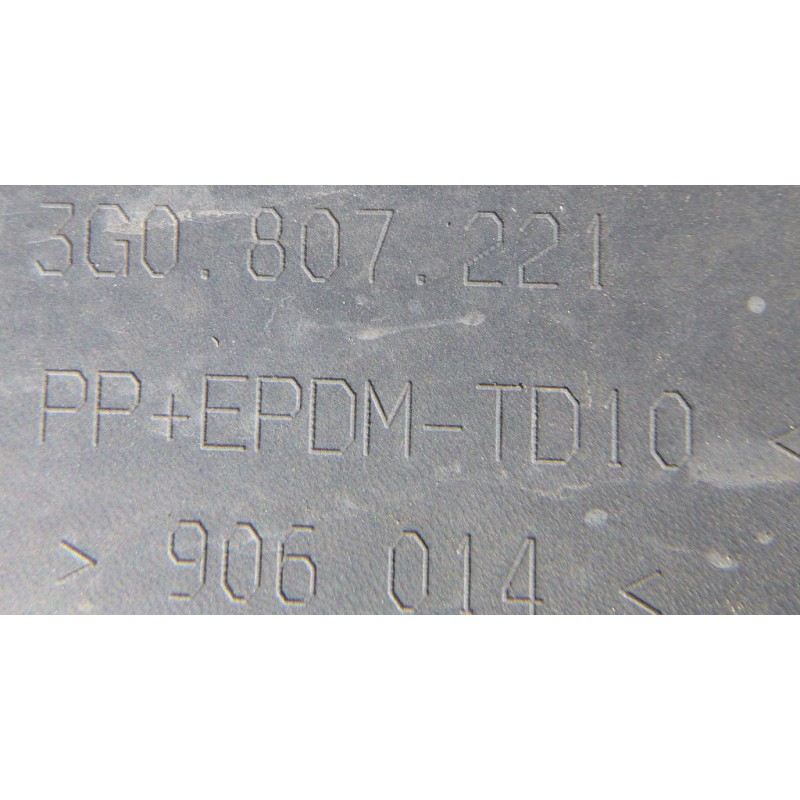 3G0.807.221
PP+EPDM-TD10 <
> 906 014 <